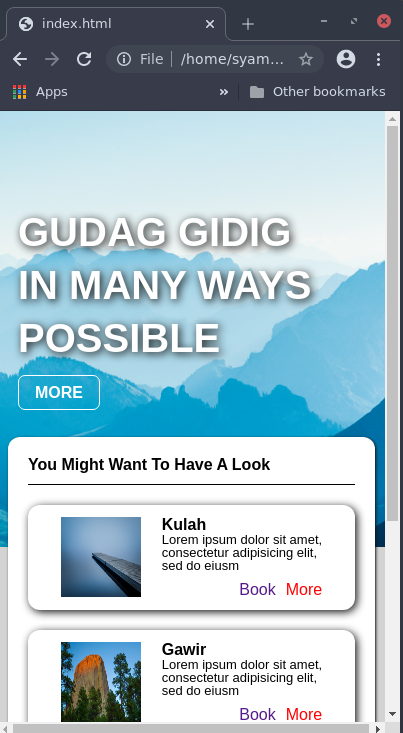 index.html
File /home/syam...
Apps » Other bookmarks
GUDAG GIDIG
IN MANY WAYS
POSSIBLE
MORE
You Might Want To Have A Look
Kulah
Lorem ipsum dolor sit amet,
consectetur adipisicing elit,
sed do eiusm
Book More
Gawir
Lorem ipsum dolor sit amet,
consectetur adipisicing elit,
sed do eiusm
Book More